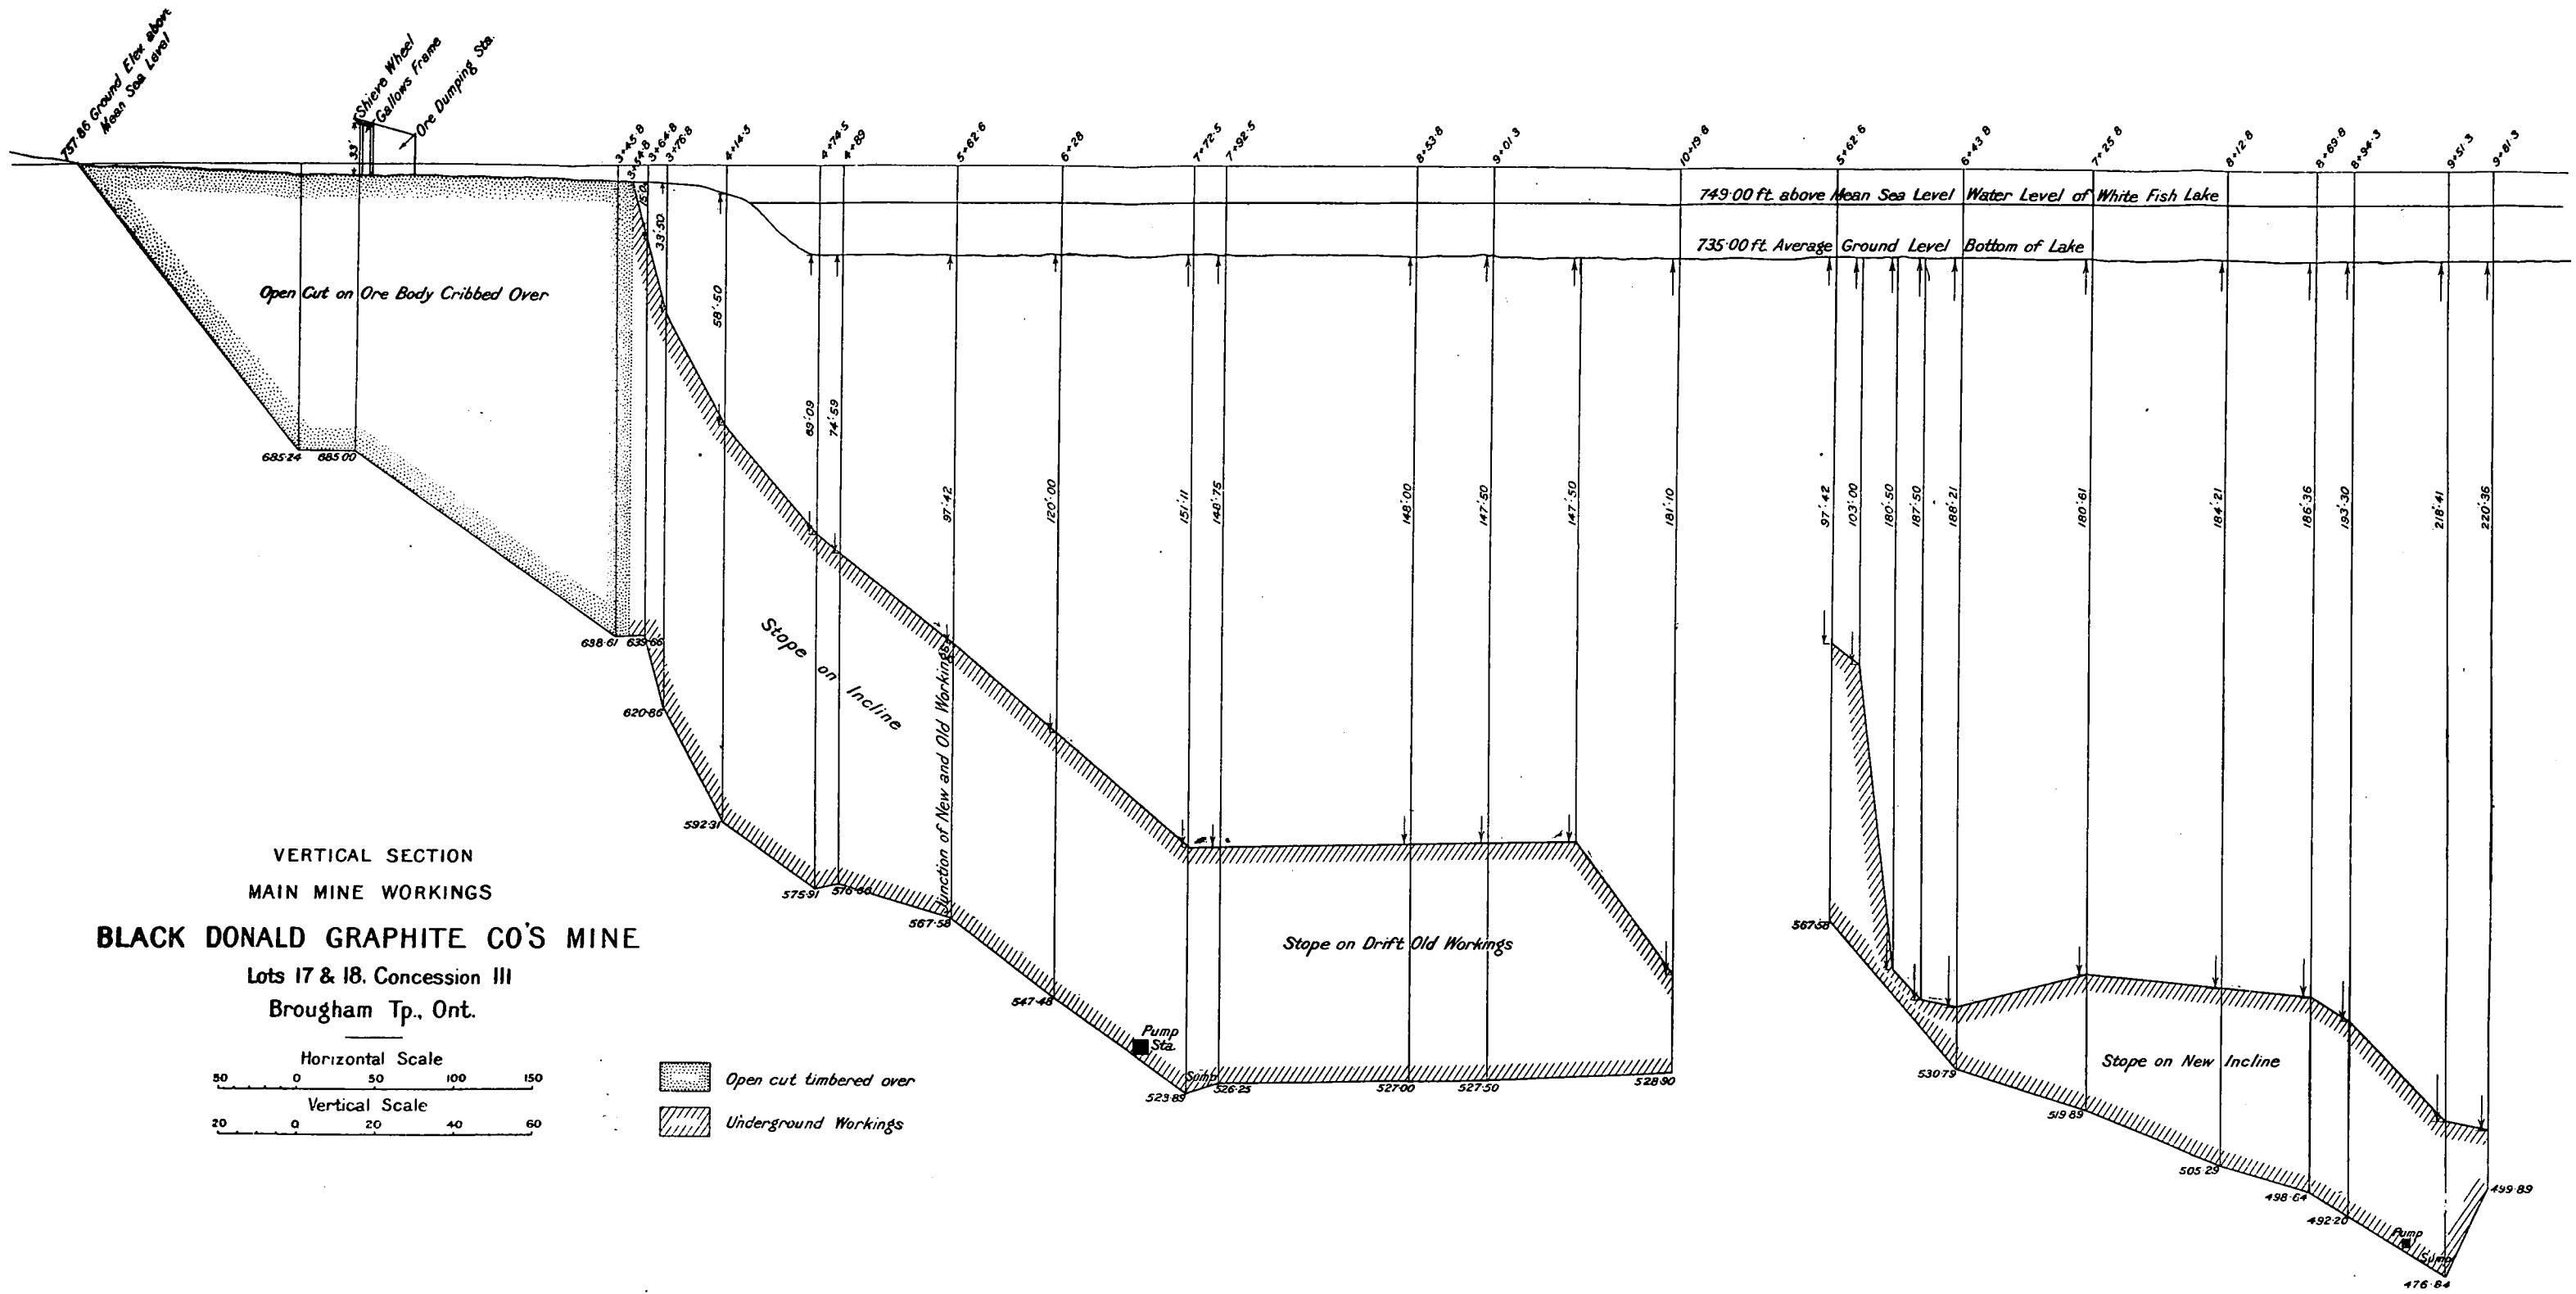 757·86 Ground Elev. above
Mean Sea Level
33'
Shieve Wheel
Gallows Frame
Ore Dumping Sta.
3+45·8
3+54·8
3+64·8
3+76·8
4+14·5
4+74·5
4+89
5+62·6
6+28
7+72·5
7+92·5
8+53·8
9+01·3
10+19·8
5+62·6
6+43·8
7+25·8
8+12·8
8+69·8
8+94·3
9+51·3
9+81·3
749·00 ft. above Mean Sea Level Water Level of White Fish Lake
735·00 ft. Average Ground Level Bottom of Lake
Open Cut on Ore Body Cribbed Over
33'·50
58'·50
69'·09
74'·59
97'·42
120'·00
151'·11
148'·75
148'·00
147'·50
147'·50
181'·10
97'·42
103'·00
180'·50
187'·50
188'·21
180'·61
184'·21
186'·36
193'·30
218'·41
220'·36
685·24
685·00
638·61
639·66
620·86
592·31
575·91
567·58
547·48
523·89
526·25
527·00
527·50
528·90
567·58
530·79
519·89
505·29
498·64
492·20
476·84
499·89
Stope on Incline
Junction of New and Old Workings
Pump
Sta.
Sump
Stope on Drift Old Workings
Stope on New Incline
Pump
Sump
VERTICAL SECTION
MAIN MINE WORKINGS
BLACK DONALD GRAPHITE CO'S MINE
Lots 17 & 18, Concession III
Brougham Tp., Ont.
Horizontal Scale
50 0 50 100 150
Vertical Scale
20 0 20 40 60
Open cut timbered over
Underground Workings